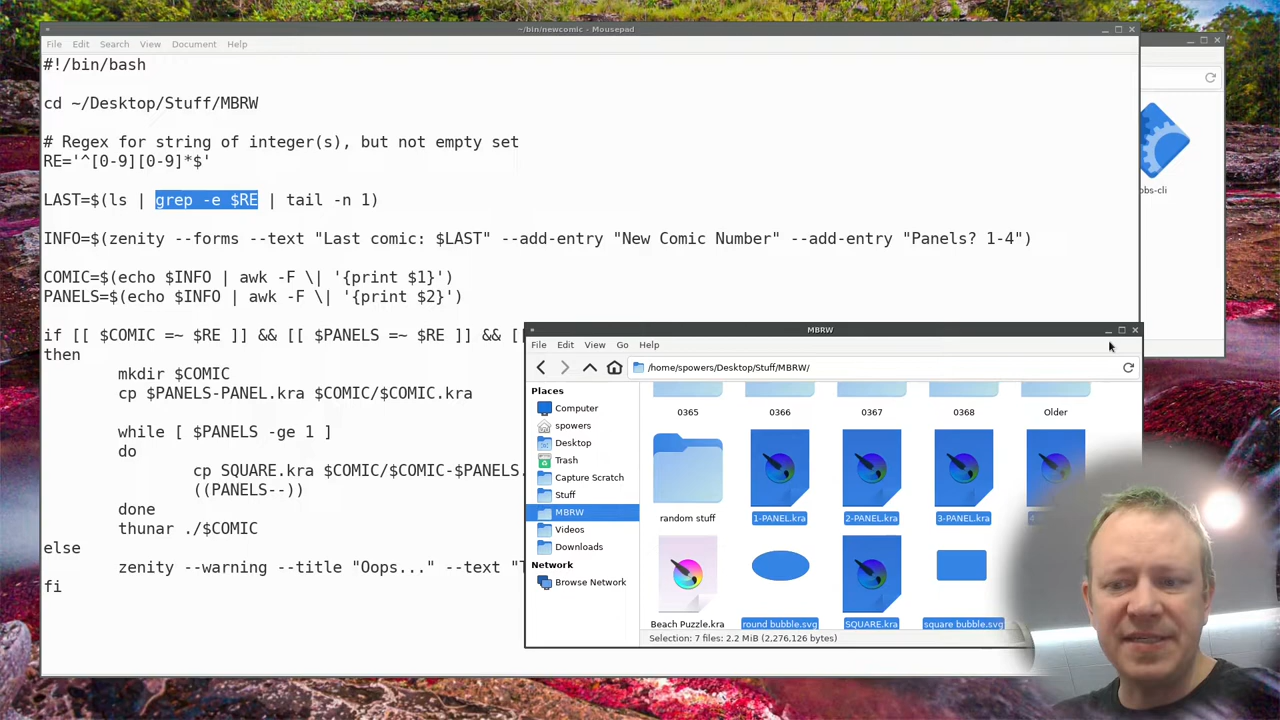 ~/bin/newcomic - Mousepad
File Edit Search View Document Help
#!/bin/bash
cd ~/Desktop/Stuff/MBRW
# Regex for string of integer(s), but not empty set
RE='^[0-9][0-9]*$'
LAST=$(ls | grep -e $RE | tail -n 1)
INFO=$(zenity --forms --text "Last comic: $LAST" --add-entry "New Comic Number" --add-entry "Panels? 1-4")
COMIC=$(echo $INFO | awk -F \| '{print $1}')
PANELS=$(echo $INFO | awk -F \| '{print $2}')
if [[ $COMIC =~ $RE ]] && [[ $PANELS =~ $RE ]] && [[
then
mkdir $COMIC
cp $PANELS-PANEL.kra $COMIC/$COMIC.kra
while [ $PANELS -ge 1 ]
do
cp SQUARE.kra $COMIC/$COMIC-$PANELS.
((PANELS--))
done
thunar ./$COMIC
else
zenity --warning --title "Oops..." --text "
fi
obs-cli
MBRW
File Edit View Go Help
/home/spowers/Desktop/Stuff/MBRW/
Places
Computer
spowers
Desktop
Trash
Capture Scratch
Stuff
MBRW
Videos
Downloads
Network
Browse Network
0365 0366 0367 0368 Older
random stuff 1-PANEL.kra 2-PANEL.kra 3-PANEL.kra
Beach Puzzle.kra round bubble.svg SQUARE.kra square bubble.svg
Selection: 7 files: 2.2 MiB (2,276,126 bytes)